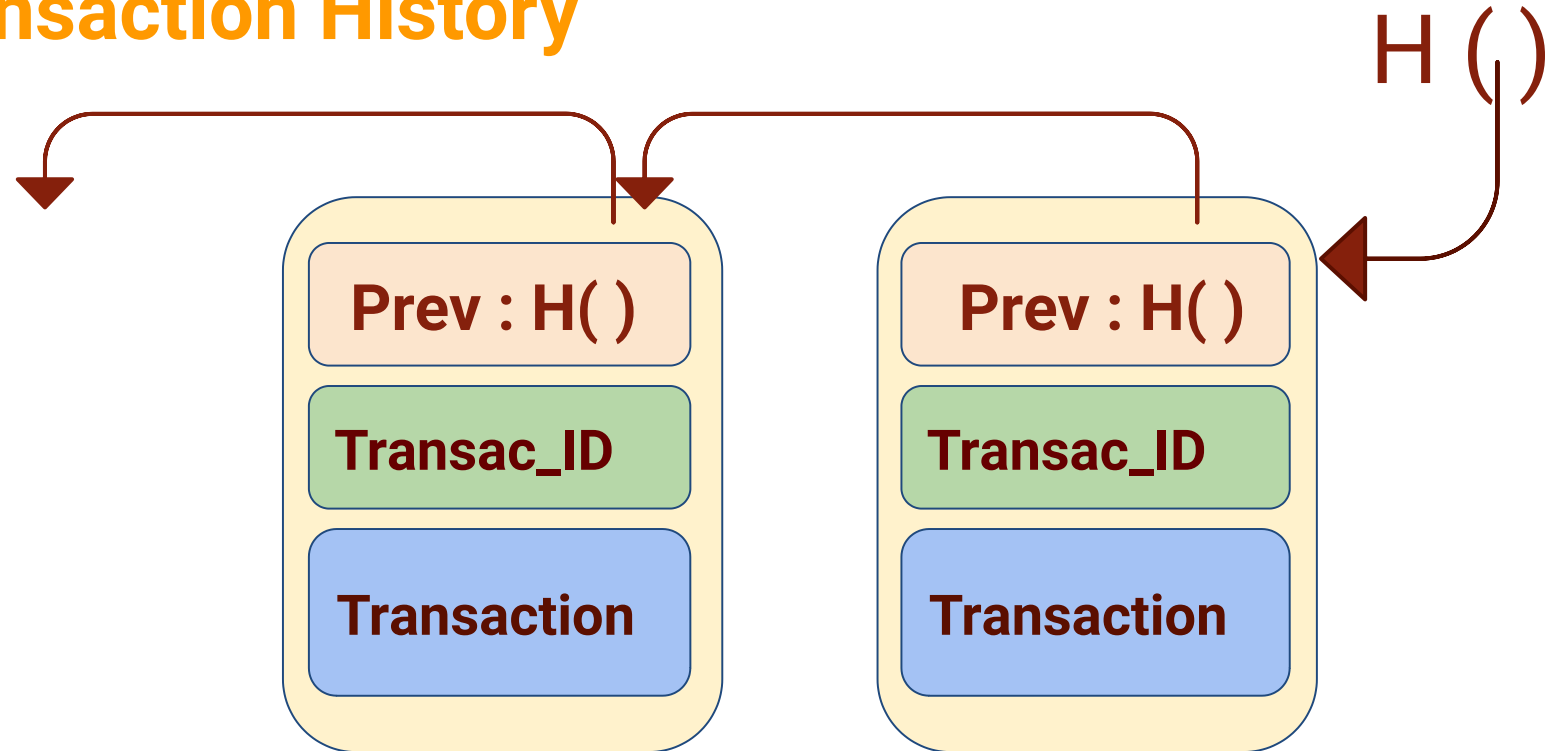 nsaction History
H ( )
Prev : H( )
Prev : H( )
Transac_ID
Transac_ID
Transaction
Transaction